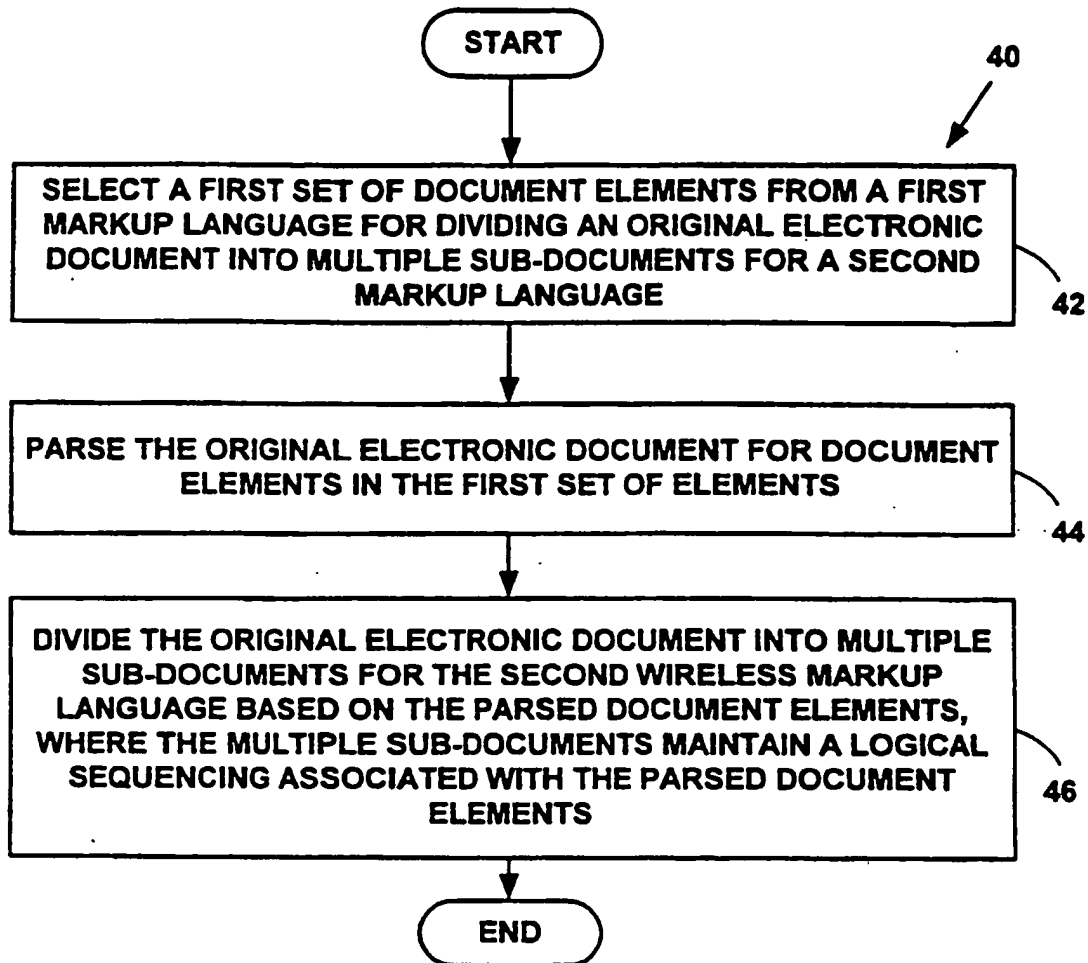 START
40
SELECT A FIRST SET OF DOCUMENT ELEMENTS FROM A FIRST
MARKUP LANGUAGE FOR DIVIDING AN ORIGINAL ELECTRONIC
DOCUMENT INTO MULTIPLE SUB-DOCUMENTS FOR A SECOND
MARKUP LANGUAGE
42
PARSE THE ORIGINAL ELECTRONIC DOCUMENT FOR DOCUMENT
ELEMENTS IN THE FIRST SET OF ELEMENTS
44
DIVIDE THE ORIGINAL ELECTRONIC DOCUMENT INTO MULTIPLE
SUB-DOCUMENTS FOR THE SECOND WIRELESS MARKUP
LANGUAGE BASED ON THE PARSED DOCUMENT ELEMENTS,
WHERE THE MULTIPLE SUB-DOCUMENTS MAINTAIN A LOGICAL
SEQUENCING ASSOCIATED WITH THE PARSED DOCUMENT
ELEMENTS
46
END